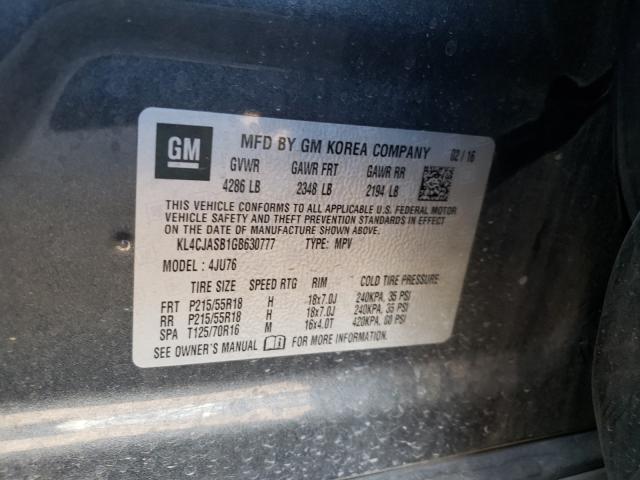 GM
MFD BY GM KOREA COMPANY 02/16
GVWR GAWR FRT GAWR RR
4286 LB 2348 LB 2194 LB
THIS VEHICLE CONFORMS TO ALL APPLICABLE U.S. FEDERAL MOTOR
VEHICLE SAFETY AND THEFT PREVENTION STANDARDS IN EFFECT
ON THE DATE OF MANUFACTURE SHOWN ABOVE.
KL4CJASB1GB630777 TYPE: MPV
MODEL: 4JU76
TIRE SIZE SPEED RTG RIM COLD TIRE PRESSURE
FRT P215/55R18 H 18x7.0J 240KPA, 35 PSI
RR P215/55R18 H 18x7.0J 240KPA, 35 PSI
SPA T125/70R16 M 16x4.0T 420KPA, 60 PSI
SEE OWNER'S MANUAL FOR MORE INFORMATION.